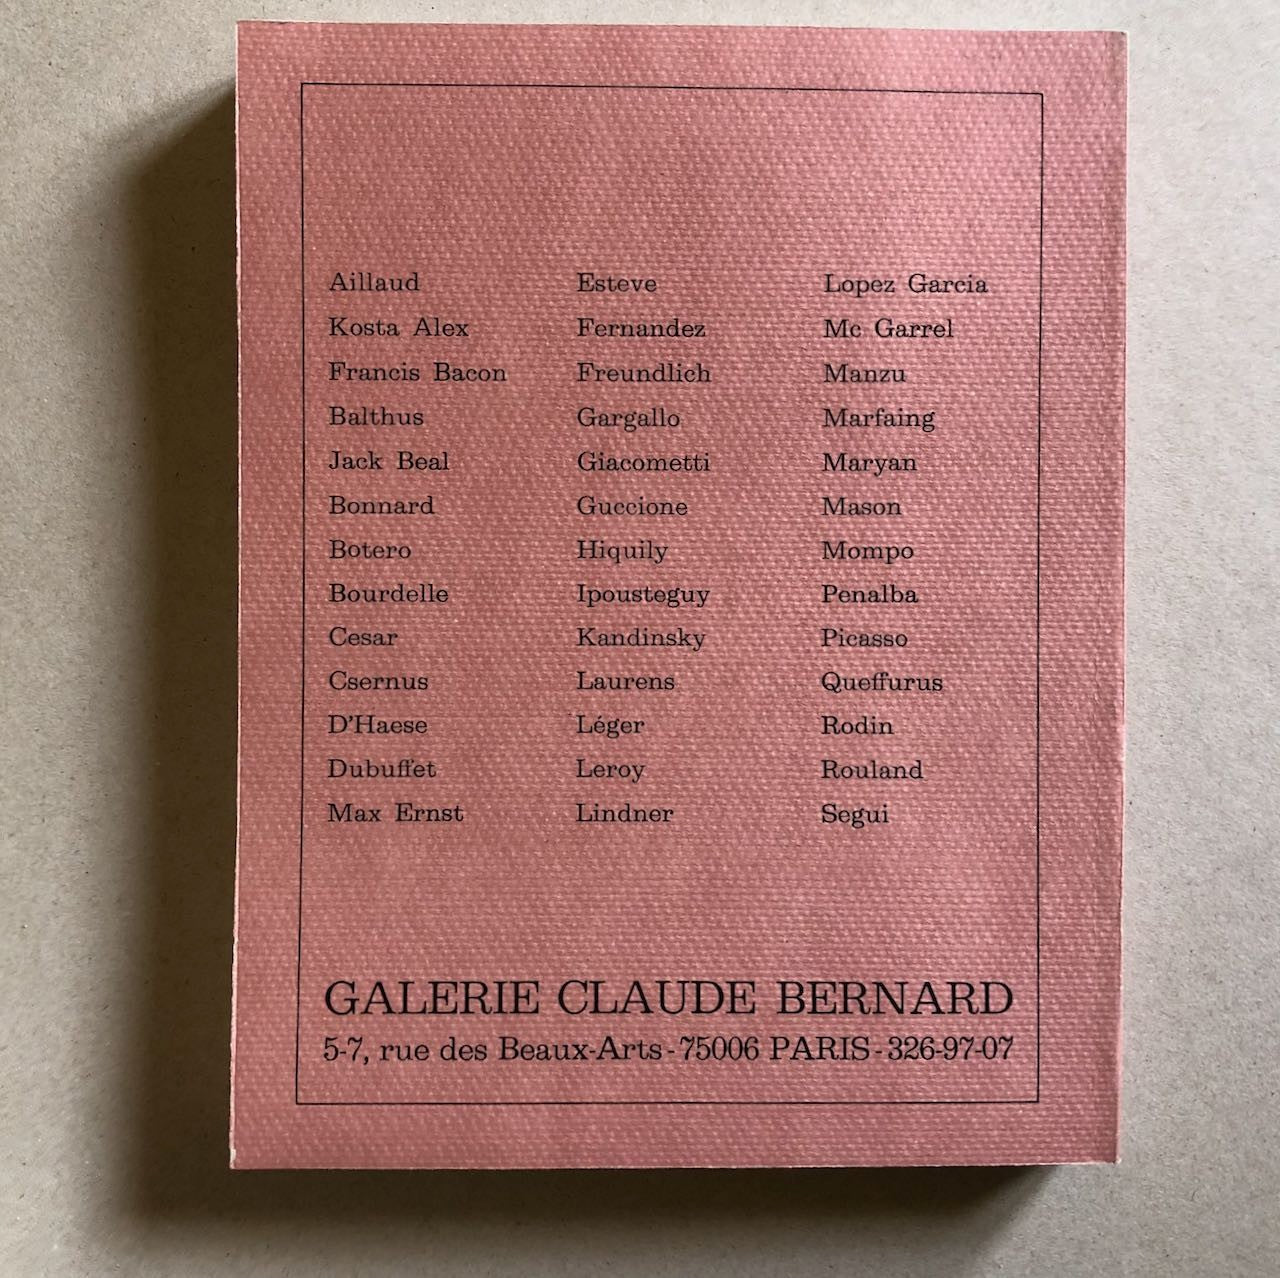 Aillaud
Kosta Alex
Francis Bacon
Balthus
Jack Beal
Bonnard
Botero
Bourdelle
Cesar
Csernus
D'Haese
Dubuffet
Max Ernst
Esteve
Fernandez
Freundlich
Gargallo
Giacometti
Guccione
Hiquily
Ipousteguy
Kandinsky
Laurens
Léger
Leroy
Lindner
Lopez Garcia
Mc Garrel
Manzu
Marfaing
Maryan
Mason
Mompo
Penalba
Picasso
Queffurus
Rodin
Rouland
Segui
GALERIE CLAUDE BERNARD
5-7, rue des Beaux-Arts - 75006 PARIS - 326-97-07